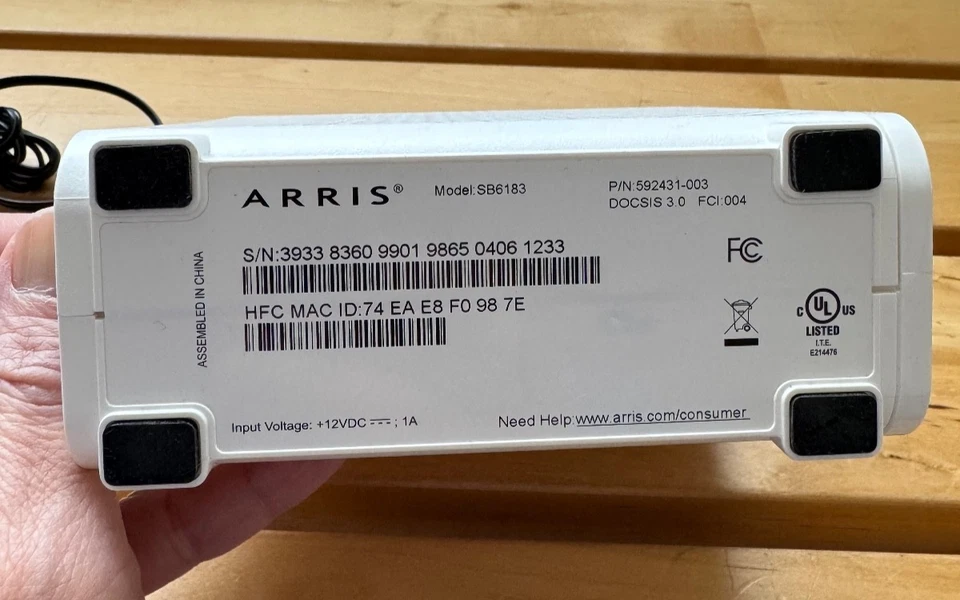 ARRIS®
Model:SB6183
P/N:592431-003
DOCSIS 3.0 FCI:004
S/N:3933 8360 9901 9865 0406 1233
HFC MAC ID:74 EA E8 F0 98 7E
ASSEMBLED IN CHINA
FC
C UL US
LISTED
I.T.E.
E214476
Input Voltage: +12VDC ⎓; 1A
Need Help:www.arris.com/consumer